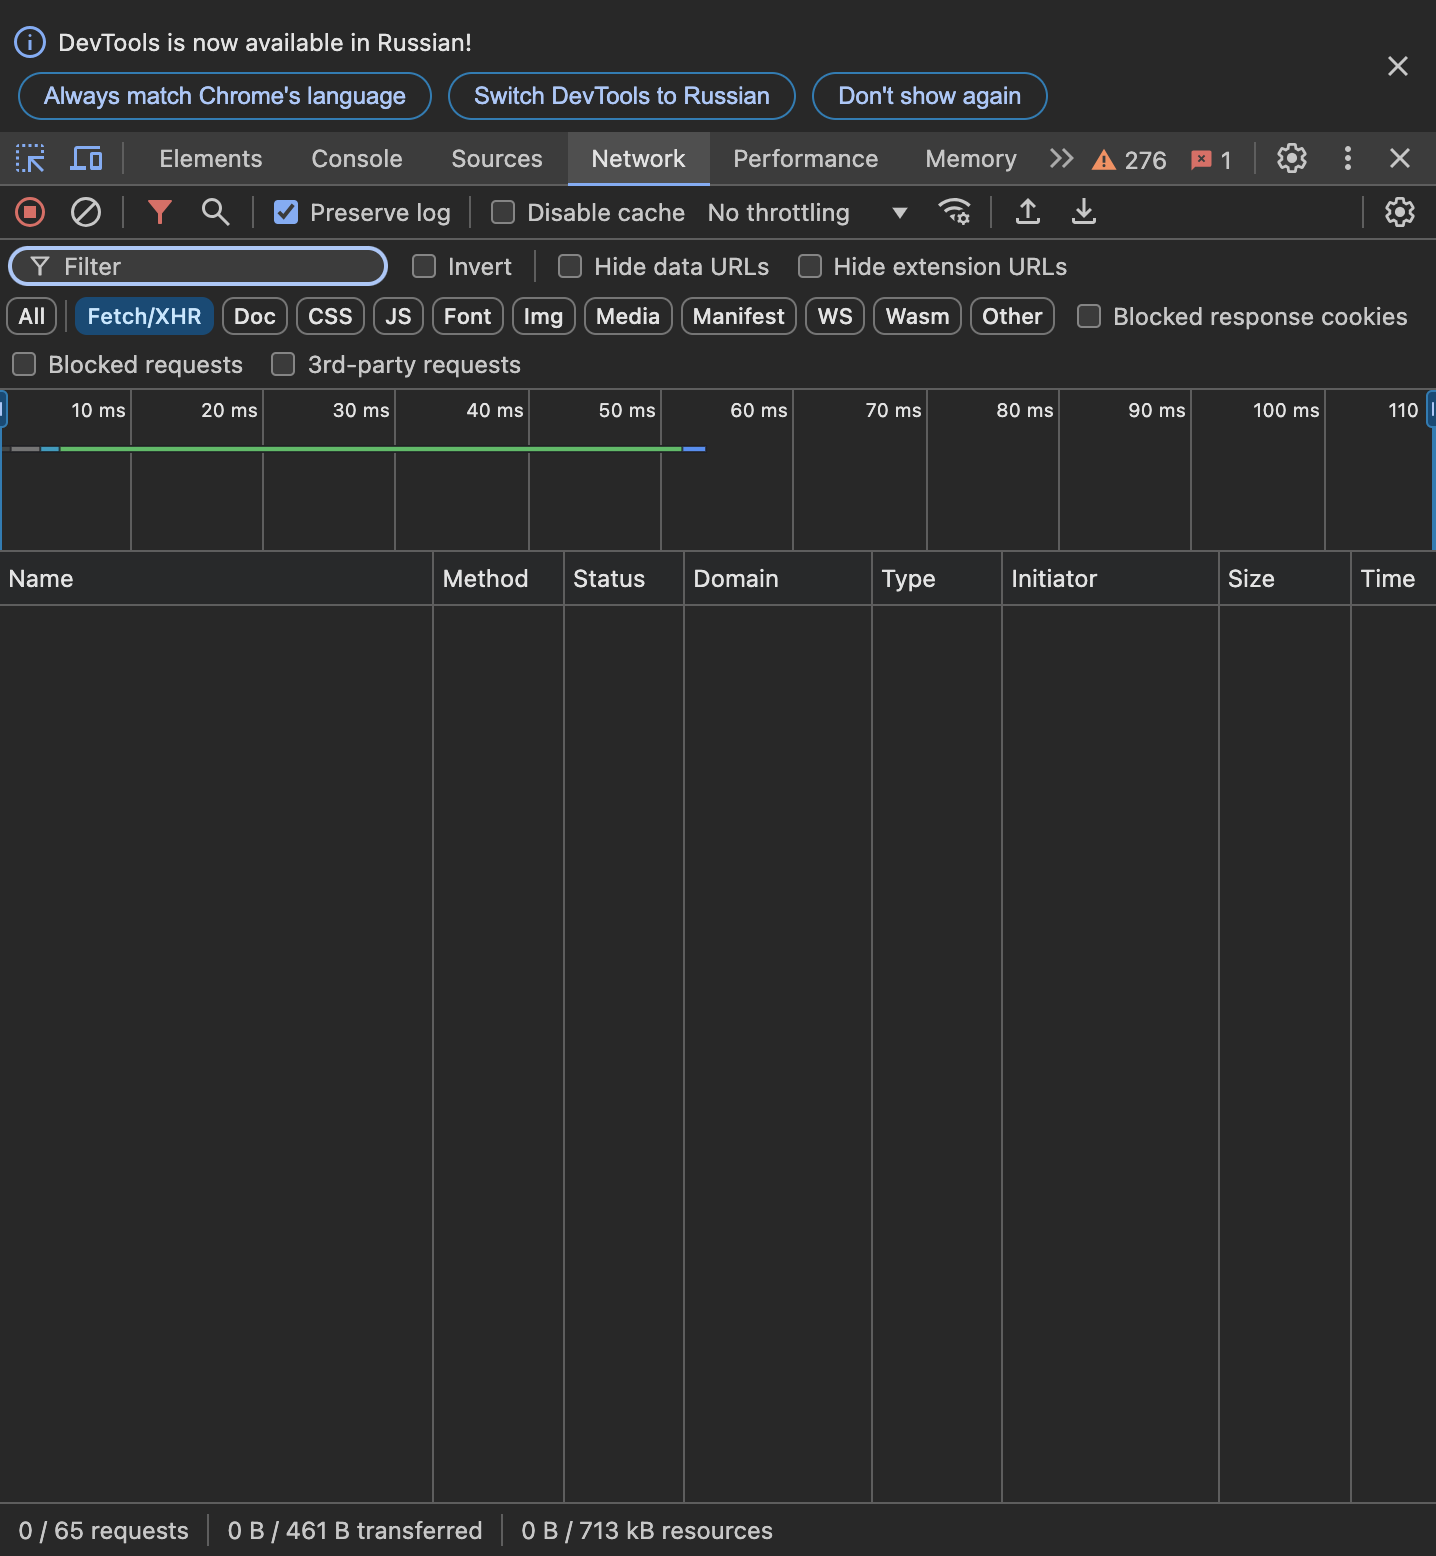 DevTools is now available in Russian!
Always match Chrome's language Switch DevTools to Russian Don't show again
Elements Console Sources Network Performance Memory 276 1
Preserve log Disable cache No throttling
Filter Invert Hide data URLs Hide extension URLs
All Fetch/XHR Doc CSS JS Font Img Media Manifest WS Wasm Other Blocked response cookies
Blocked requests 3rd-party requests
10 ms 20 ms 30 ms 40 ms 50 ms 60 ms 70 ms 80 ms 90 ms 100 ms 110
Name Method Status Domain Type Initiator Size Time
0 / 65 requests 0 B / 461 B transferred 0 B / 713 kB resources